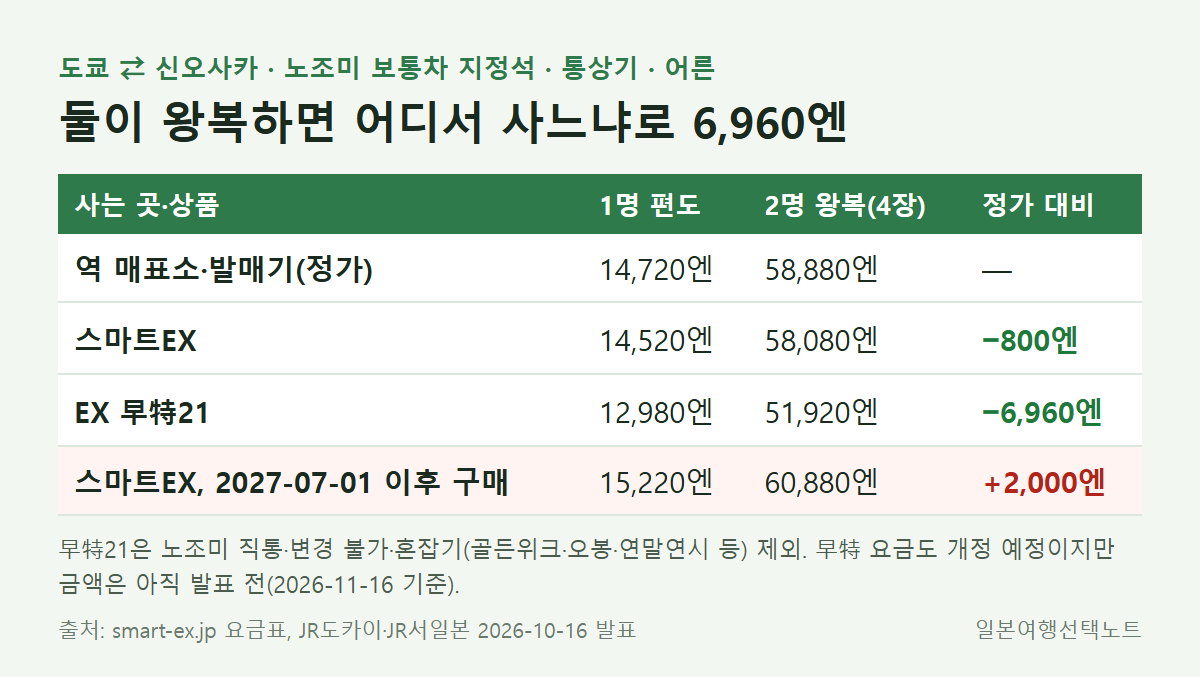 도쿄 ⇄ 신오사카 · 노조미 보통차 지정석 · 통상기 · 어른
둘이 왕복하면 어디서 사느냐로 6,960엔
사는 곳·상품 1명 편도 2명 왕복(4장) 정가 대비
역 매표소·발매기(정가) 14,720엔 58,880엔 —
스마트EX 14,520엔 58,080엔 −800엔
EX 早特21 12,980엔 51,920엔 −6,960엔
스마트EX, 2027-07-01 이후 구매 15,220엔 60,880엔 +2,000엔
早特21은 노조미 직통·변경 불가·혼잡기(골든위크·오봉·연말연시 등) 제외. 早特 요금도 개정 예정이지만
금액은 아직 발표 전(2026-11-16 기준).
출처: smart-ex.jp 요금표, JR도카이·JR서일본 2026-10-16 발표 일본여행선택노트